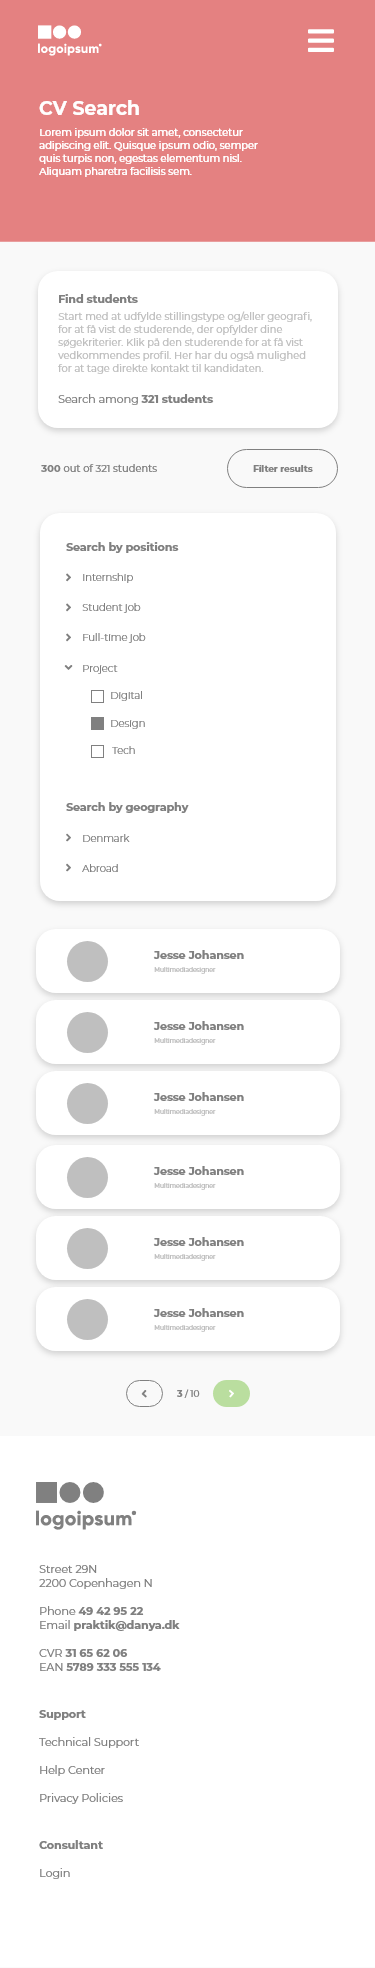 logoipsum
CV Search
Lorem ipsum dolor sit amet, consectetur
adipiscing elit. Quisque ipsum odio, semper
quis turpis non, egestas elementum nisl.
Aliquam pharetra facilisis sem.
Find students
Start med at udfylde stillingstype og/eller geografi,
for at få vist de studerende, der opfylder dine
søgekriterier. Klik på den studerende for at få vist
vedkommendes profil. Her har du også mulighed
for at tage direkte kontakt til kandidaten.
Search among 321 students
300 out of 321 students
Filter results
Search by positions
Internship
Student job
Full-time job
Project
Digital
Design
Tech
Search by geography
Denmark
Abroad
Jesse Johansen
Multimediadesigner
Jesse Johansen
Multimediadesigner
Jesse Johansen
Multimediadesigner
Jesse Johansen
Multimediadesigner
Jesse Johansen
Multimediadesigner
Jesse Johansen
Multimediadesigner
3 / 10
logoipsum
Street 29N
2200 Copenhagen N
Phone 49 42 95 22
Email praktik@danya.dk
CVR 31 65 62 06
EAN 5789 333 555 134
Support
Technical Support
Help Center
Privacy Policies
Consultant
Login